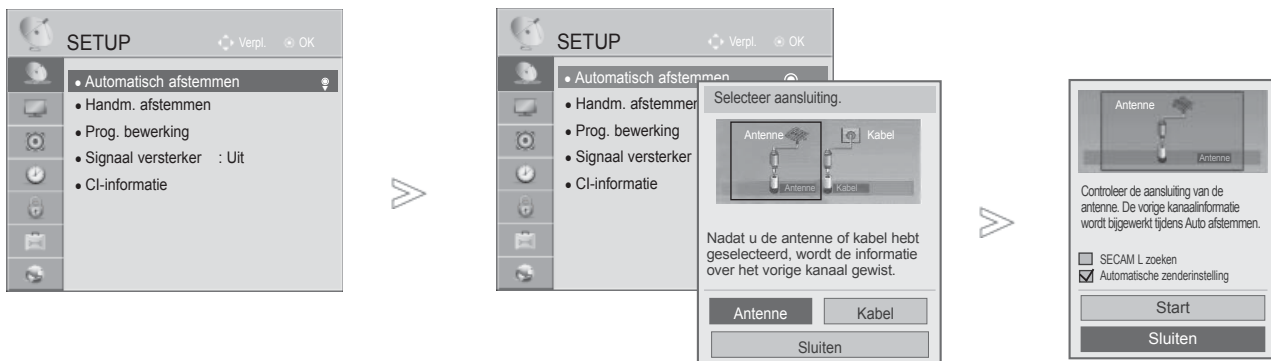 SETUP
Verpl. OK
● Automatisch afstemmen
● Handm. afstemmen
● Prog. bewerking
● Signaal versterker : Uit
● CI-informatie
>>
SETUP
Verpl. OK
● Automatisch afstemmen
● Handm. afstemmen
● Prog. bewerking
● Signaal versterker
● CI-informatie
Selecteer aansluiting.
Antenne Kabel
Antenne Kabel
Nadat u de antenne of kabel hebt
geselecteerd, wordt de informatie
over het vorige kanaal gewist.
Antenne Kabel
Sluiten
>>
Antenne
Antenne
Controleer de aansluiting van de
antenne. De vorige kanaalinformatie
wordt bijgewerkt tijdens Auto afstemmen.
SECAM L zoeken
Automatische zenderinstelling
Start
Sluiten